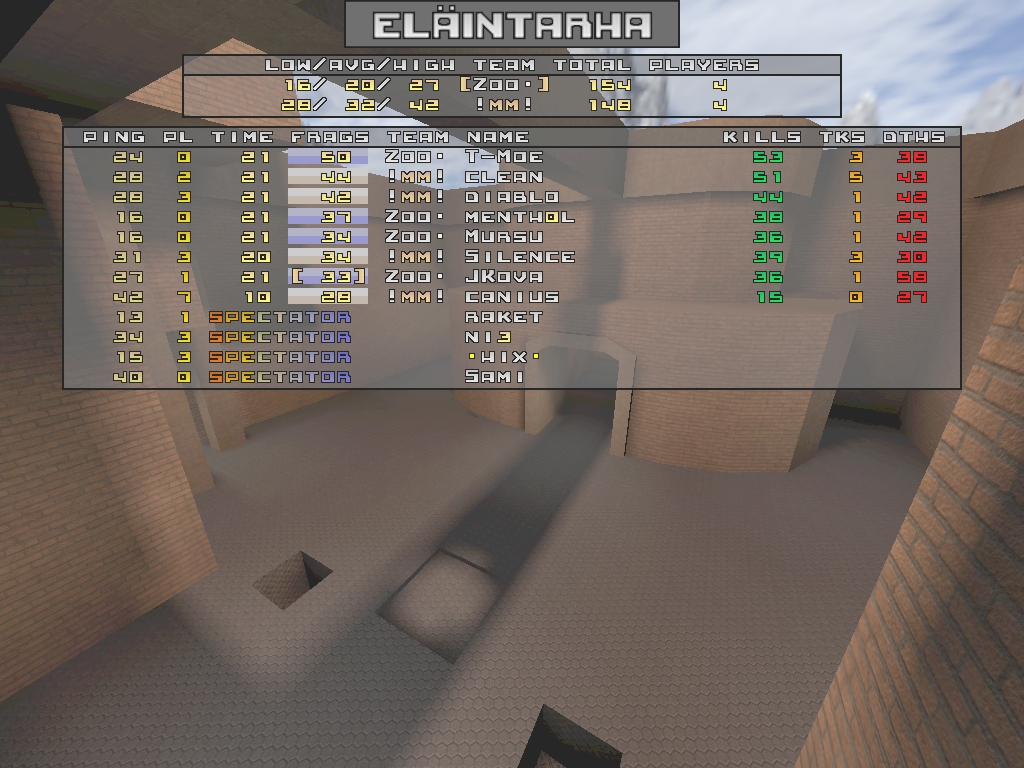 ELÄINTARHA
LOW/AVG/HIGH TEAM TOTAL PLAYERS
16/ 20/ 27 [ZOO·] 154 4
28/ 32/ 42 !MM! 148 4
PING PL TIME FRAGS TEAM NAME KILLS TKS DTHS
24 0 21 50 ZOO· T-MOE 53 3 38
28 2 21 44 !MM! CLEAN 51 5 43
28 3 21 42 !MM! DIABLO 44 1 42
16 0 21 37 ZOO· MENTHOL 38 1 29
16 0 21 34 ZOO· MURSU 36 1 42
31 3 20 34 !MM! SILENCE 39 3 30
27 1 21 [ 33] ZOO· JKOVA 36 1 58
42 7 10 28 !MM! CANIUS 15 0 27
13 1 SPECTATOR RAKET
34 3 SPECTATOR NI3
15 3 SPECTATOR ·HIX·
40 0 SPECTATOR SAMI